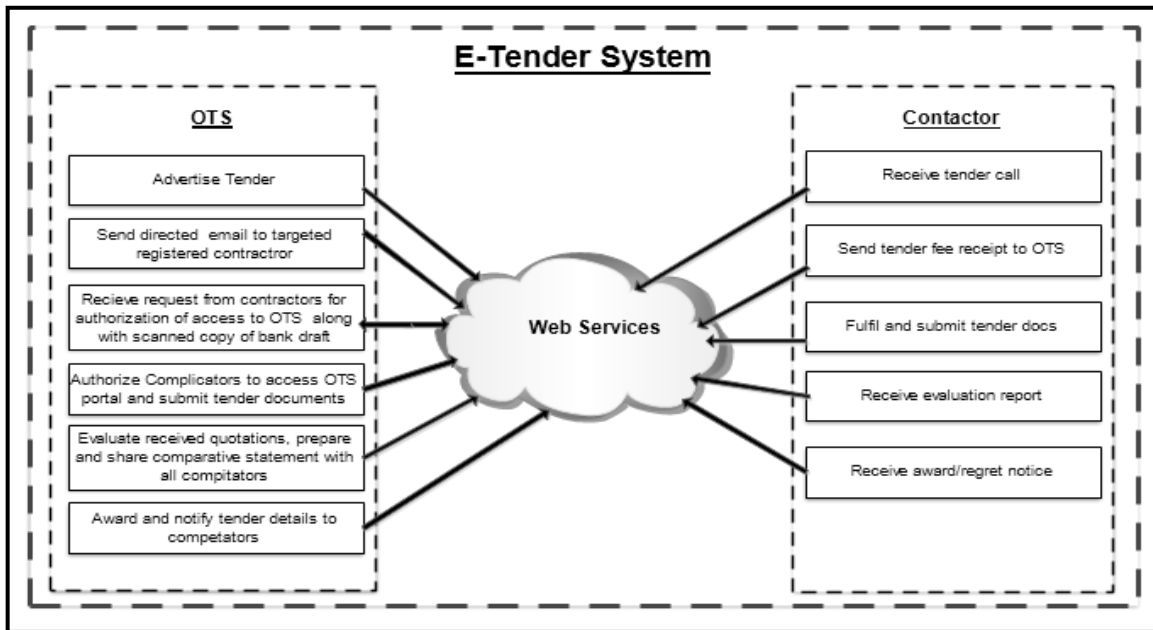 E-Tender System
OTS
Advertise Tender
Send directed email to targeted
registered contractror
Recieve request from contractors for
authorization of access to OTS along
with scanned copy of bank draft
Authorize Complicators to access OTS
portal and submit tender documents
Evaluate received quotations, prepare
and share comparative statement with
all compitators
Award and notify tender details to
competators
Web Services
Contactor
Receive tender call
Send tender fee receipt to OTS
Fulfil and submit tender docs
Receive evaluation report
Receive award/regret notice